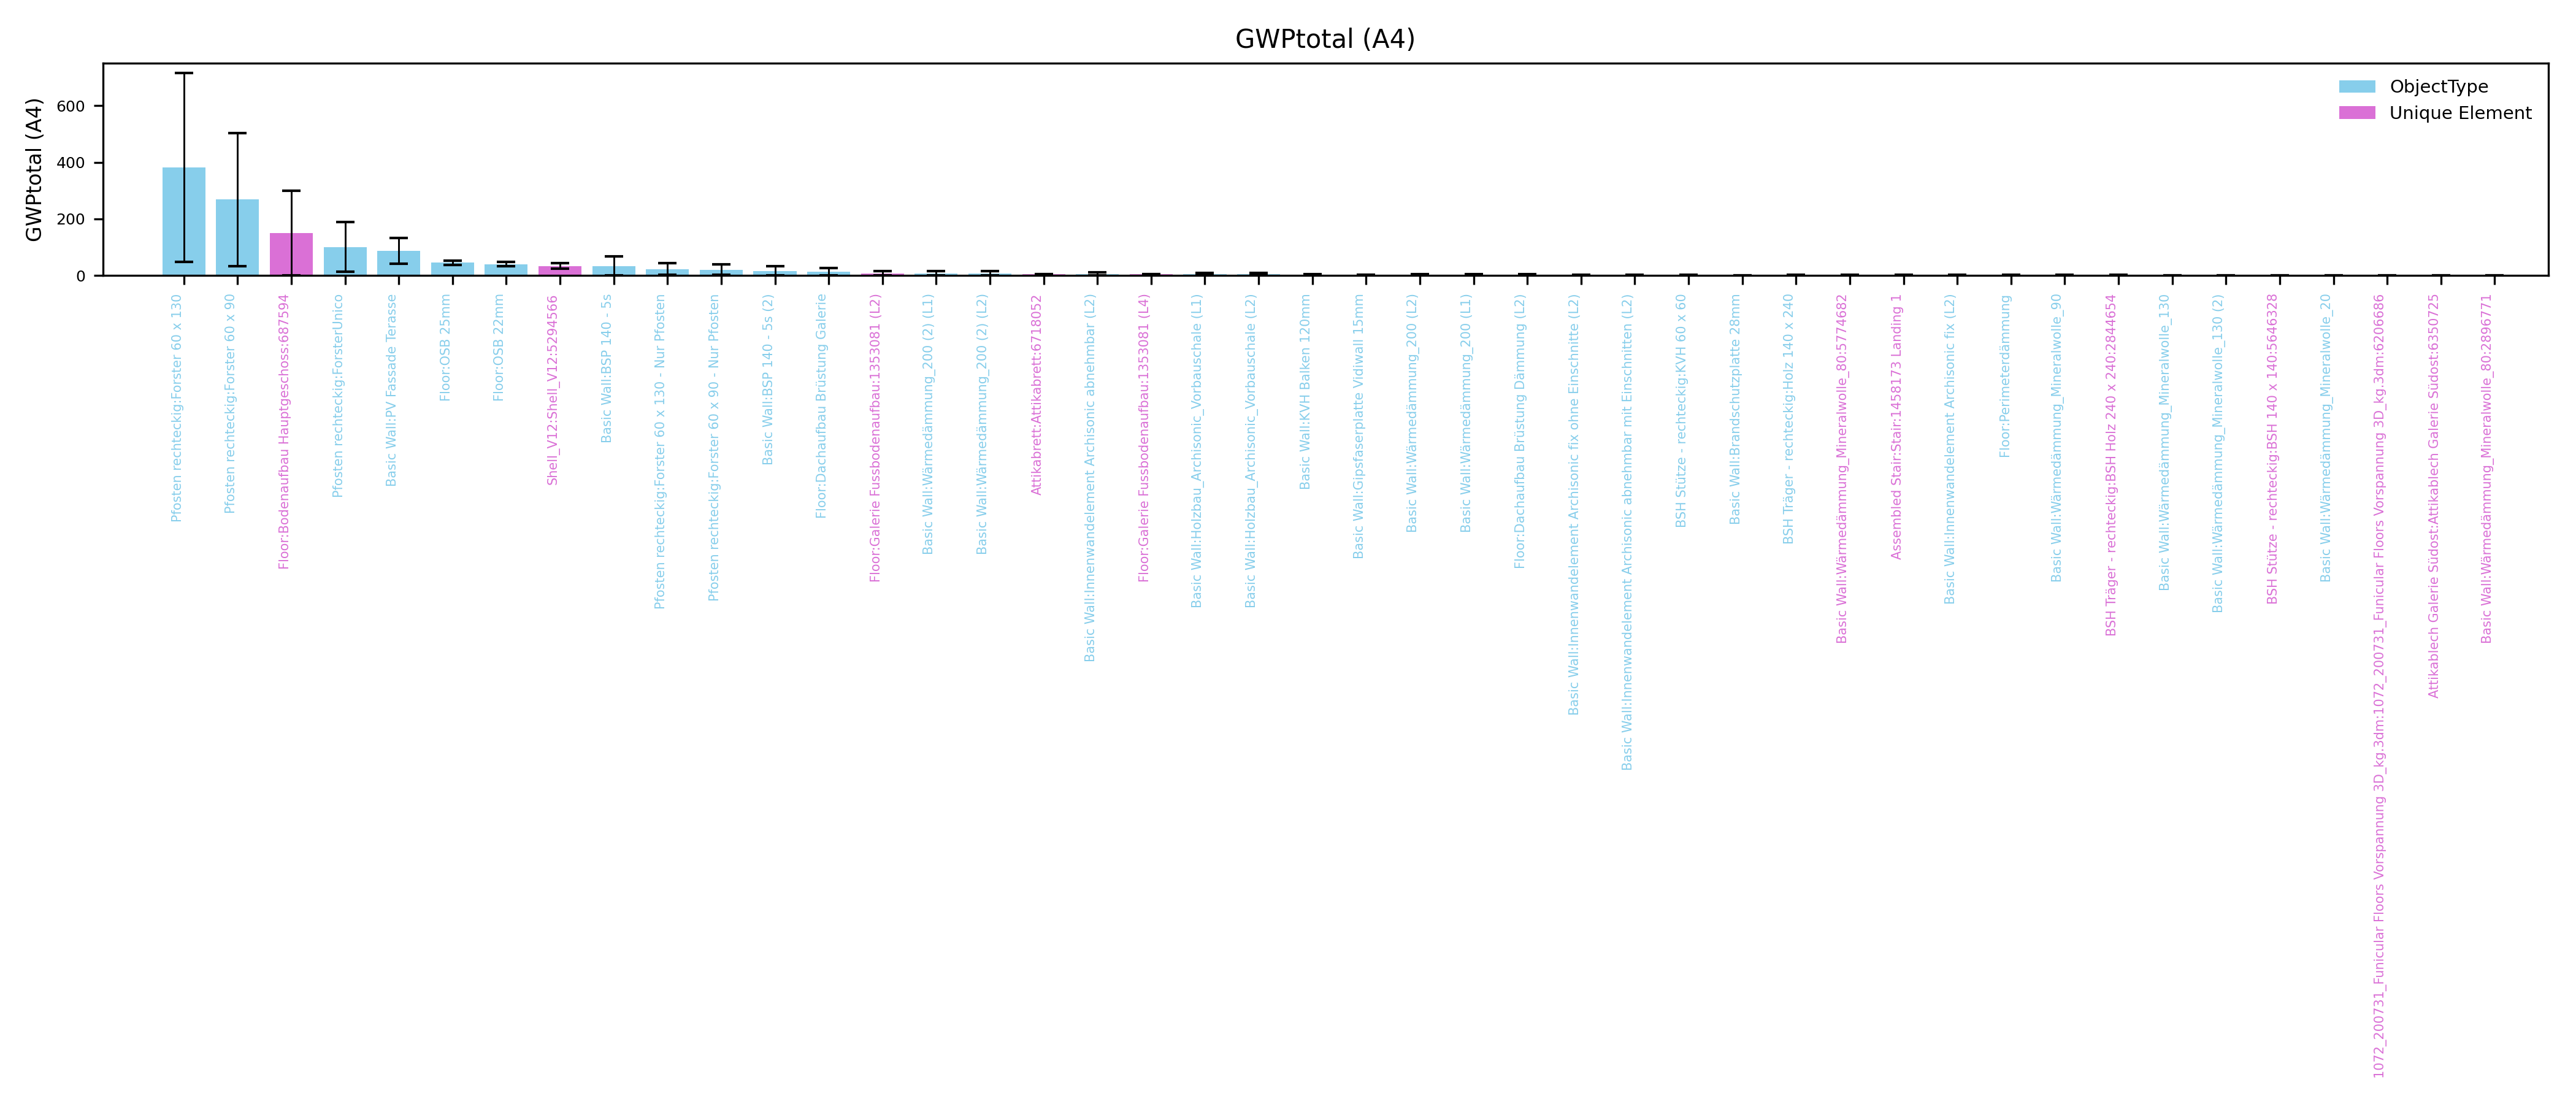 GWPtotal (A4)
GWPtotal (A4)
600
400
200
0
ObjectType
Unique Element
Pfosten rechteckig:Forster 60 x 130
Pfosten rechteckig:Forster 60 x 90
Floor:Bodenaufbau Hauptgeschoss:687594
Pfosten rechteckig:ForsterUnico
Basic Wall:PV Fassade Terasse
Floor:OSB 25mm
Floor:OSB 22mm
Shell_V12:Shell_V12:5294566
Basic Wall:BSP 140 - 5s
Pfosten rechteckig:Forster 60 x 130 - Nur Pfosten
Pfosten rechteckig:Forster 60 x 90 - Nur Pfosten
Basic Wall:BSP 140 - 5s (2)
Floor:Dachaufbau Brüstung Galerie
Floor:Galerie Fussbodenaufbau:1353081 (L2)
Basic Wall:Wärmedämmung_200 (2) (L1)
Basic Wall:Wärmedämmung_200 (2) (L2)
Attikabrett:Attikabrett:6718052
Basic Wall:Innenwandelement Archisonic abnehmbar (L2)
Floor:Galerie Fussbodenaufbau:1353081 (L4)
Basic Wall:Holzbau_Archisonic_Vorbauschale (L1)
Basic Wall:Holzbau_Archisonic_Vorbauschale (L2)
Basic Wall:KVH Balken 120mm
Basic Wall:Gipsfaserplatte Vidiwall 15mm
Basic Wall:Wärmedämmung_200 (L2)
Basic Wall:Wärmedämmung_200 (L1)
Floor:Dachaufbau Brüstung Dämmung (L2)
Basic Wall:Innenwandelement Archisonic fix ohne Einschnitte (L2)
Basic Wall:Innenwandelement Archisonic abnehmbar mit Einschnitten (L2)
BSH Stütze - rechteckig:KVH 60 x 60
Basic Wall:Brandschutzplatte 28mm
BSH Träger - rechteckig:Holz 140 x 240
Basic Wall:Wärmedämmung_Mineralwolle_80:5774682
Assembled Stair:Stair:1458173 Landing 1
Basic Wall:Innenwandelement Archisonic fix (L2)
Floor:Perimeterdämmung
Basic Wall:Wärmedämmung_Mineralwolle_90
BSH Träger - rechteckig:BSH Holz 240 x 240:2844654
Basic Wall:Wärmedämmung_Mineralwolle_130
Basic Wall:Wärmedämmung_Mineralwolle_130 (2)
BSH Stütze - rechteckig:BSH 140 x 140:5646328
Basic Wall:Wärmedämmung_Mineralwolle_20
1072_200731_Funicular Floors Vorspannung 3D_kg.3dm:1072_200731_Funicular Floors Vorspannung 3D_kg.3dm:6206686
Attikablech Galerie Südost:Attikablech Galerie Südost:6350725
Basic Wall:Wärmedämmung_Mineralwolle_80:2896771